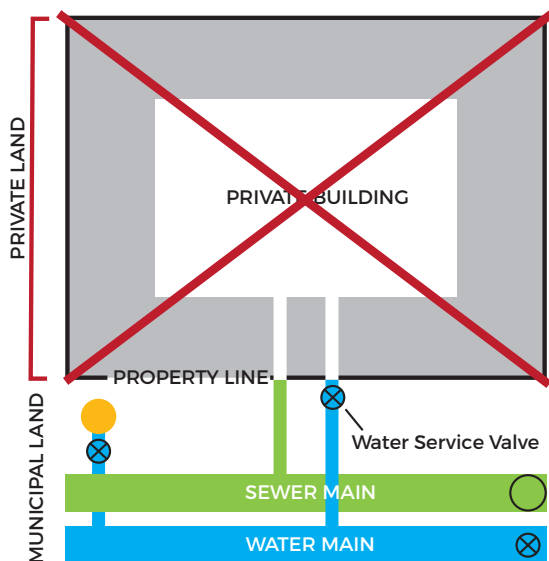 PRIVATE LAND
PRIVATE BUILDING
PROPERTY LINE
MUNICIPAL LAND
Water Service Valve
SEWER MAIN
WATER MAIN